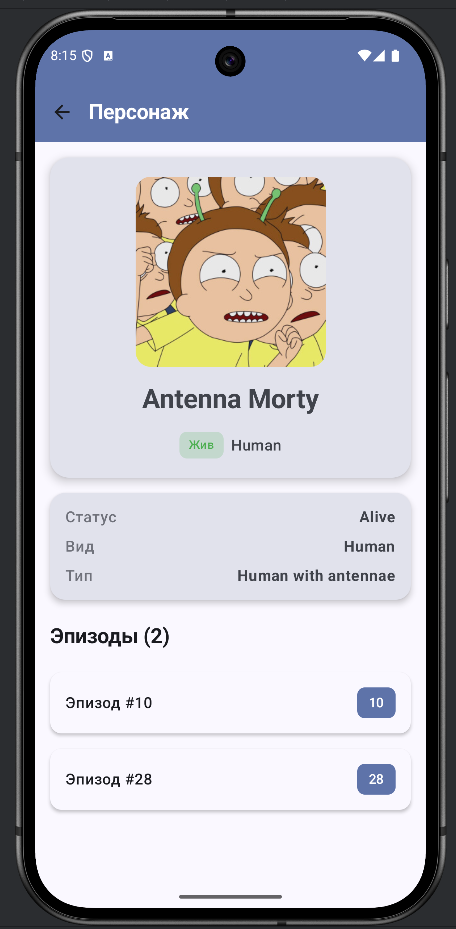 8:15
Персонаж
Antenna Morty
Жив Human
Статус Alive
Вид Human
Тип Human with antennae
Эпизоды (2)
Эпизод #10 10
Эпизод #28 28